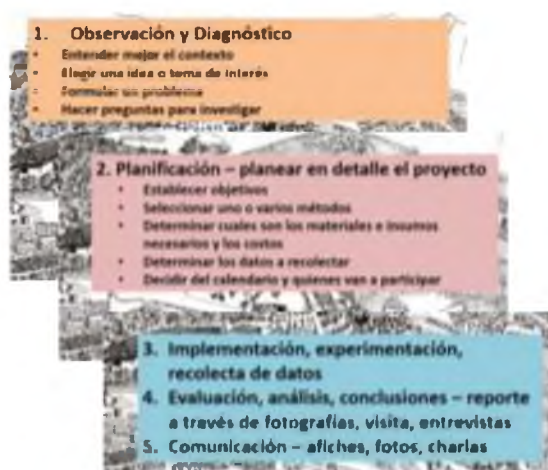 1. Observación y Diagnóstico
• Entender mejor el contexto
• Elegir una idea o tema de interés
• Formular un problema
• Hacer preguntas para investigar
2. Planificación – planear en detalle el proyecto
• Establecer objetivos
• Seleccionar uno o varios métodos
• Determinar cuales son los materiales e insumos
necesarios y los costos
• Determinar los datos a recolectar
• Decidir del calendario y quienes van a participar
3. Implementación, experimentación,
recolecta de datos
4. Evaluación, análisis, conclusiones – reporte
a través de fotografías, visita, entrevistas
5. Comunicación – afiches, fotos, charlas